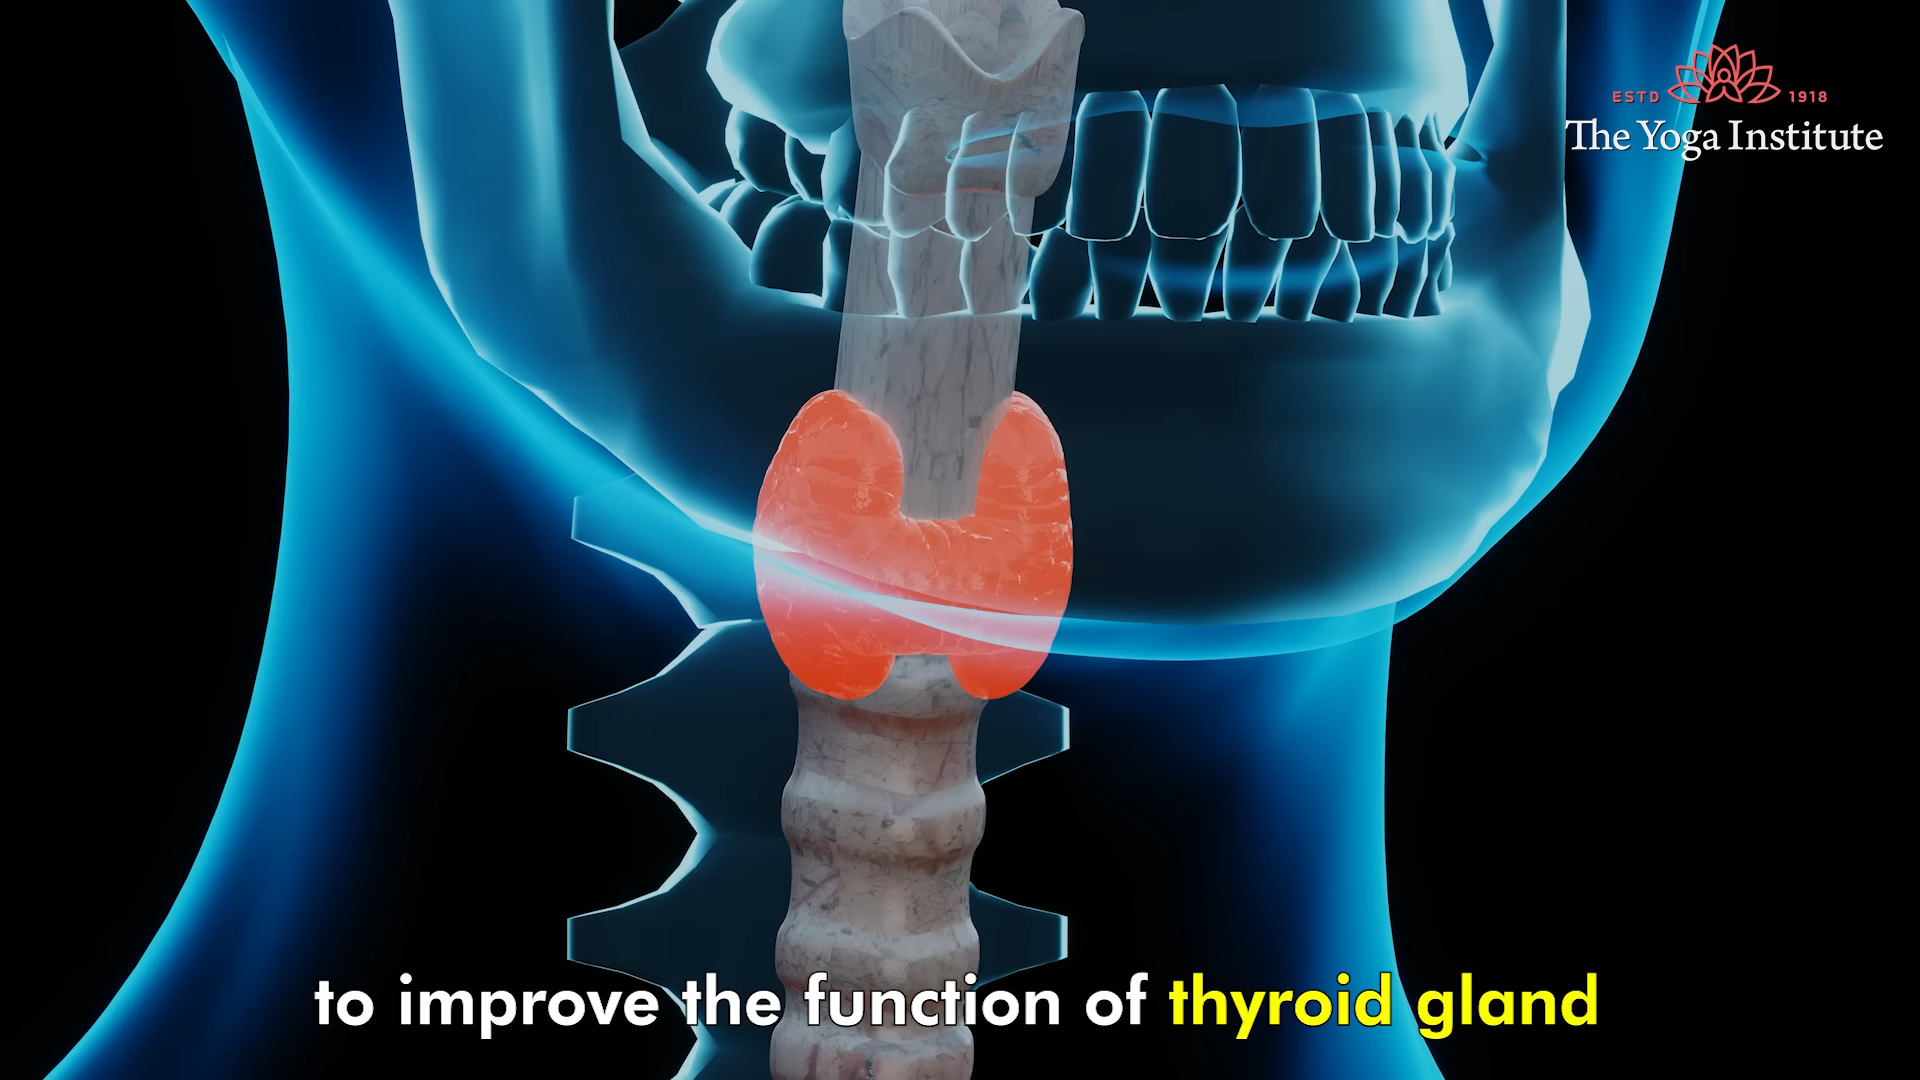 ESTD 1918
The Yoga Institute
to improve the function of thyroid gland